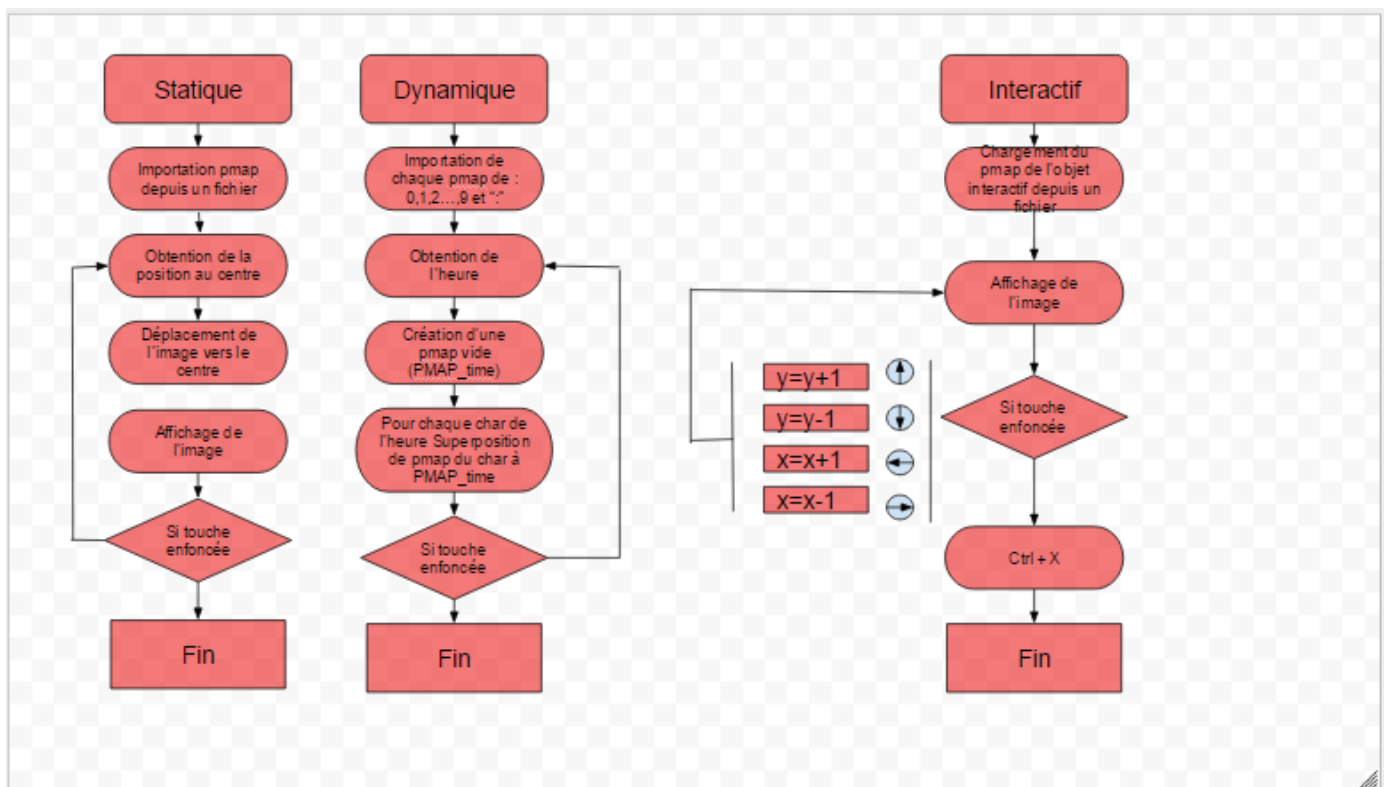 Statique
Importation pmap
depuis un fichier
Obtention de la
position au centre
Déplacement de
l'image vers le
centre
Affichage de
l'image
Si touche
enfoncée
Fin
Dynamique
Importation de
chaque pmap de :
0,1,2...,9 et ":"
Obtention de
l'heure
Création d'une
pmap vide
(PMAP_time)
Pour chaque char de
l'heure Superposition
de pmap du char à
PMAP_time
Si touche
enfoncée
Fin
Interactif
Chargement du
pmap de l'objet
interactif depuis un
fichier
Affichage de
l'image
y=y+1
y=y-1
x=x+1
x=x-1
Si touche
enfoncée
Ctrl + X
Fin